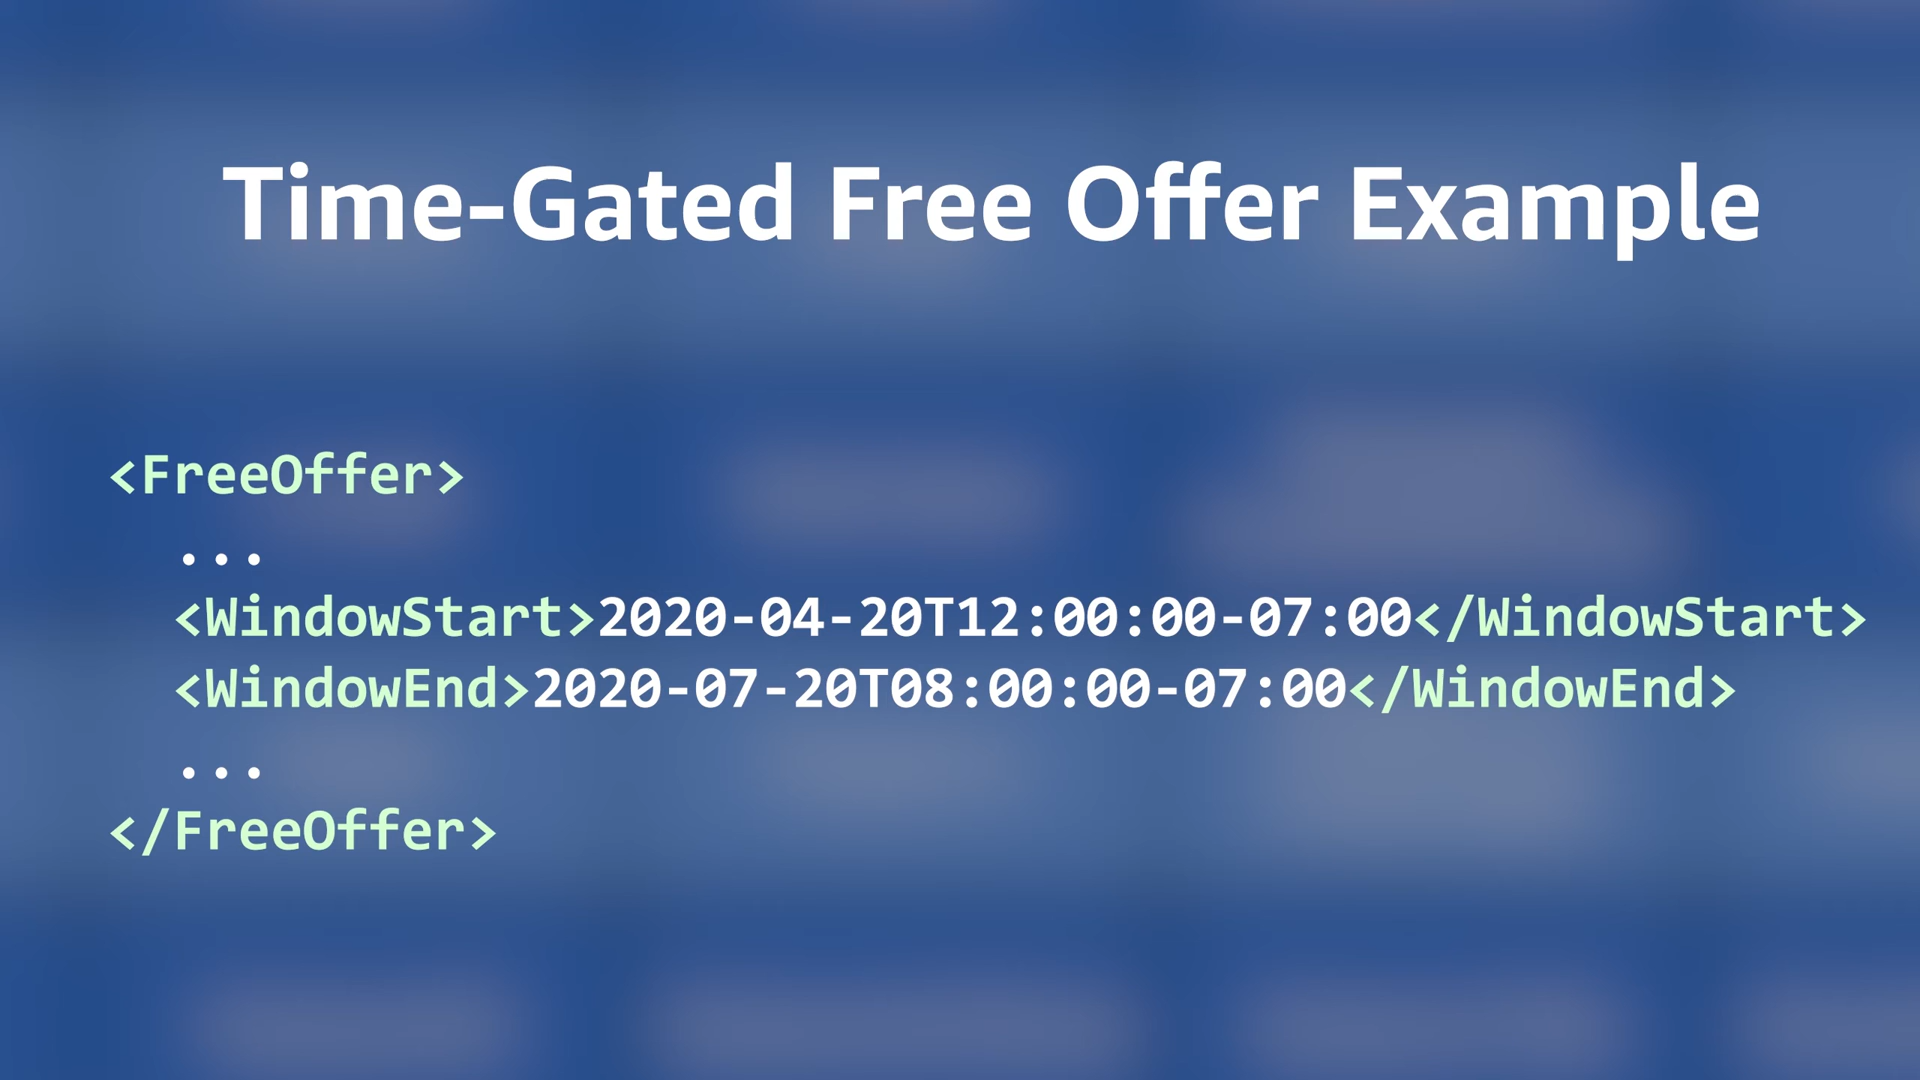 Time-Gated Free Offer Example
<FreeOffer>
...
<WindowStart>2020-04-20T12:00:00-07:00</WindowStart>
<WindowEnd>2020-07-20T08:00:00-07:00</WindowEnd>
...
</FreeOffer>